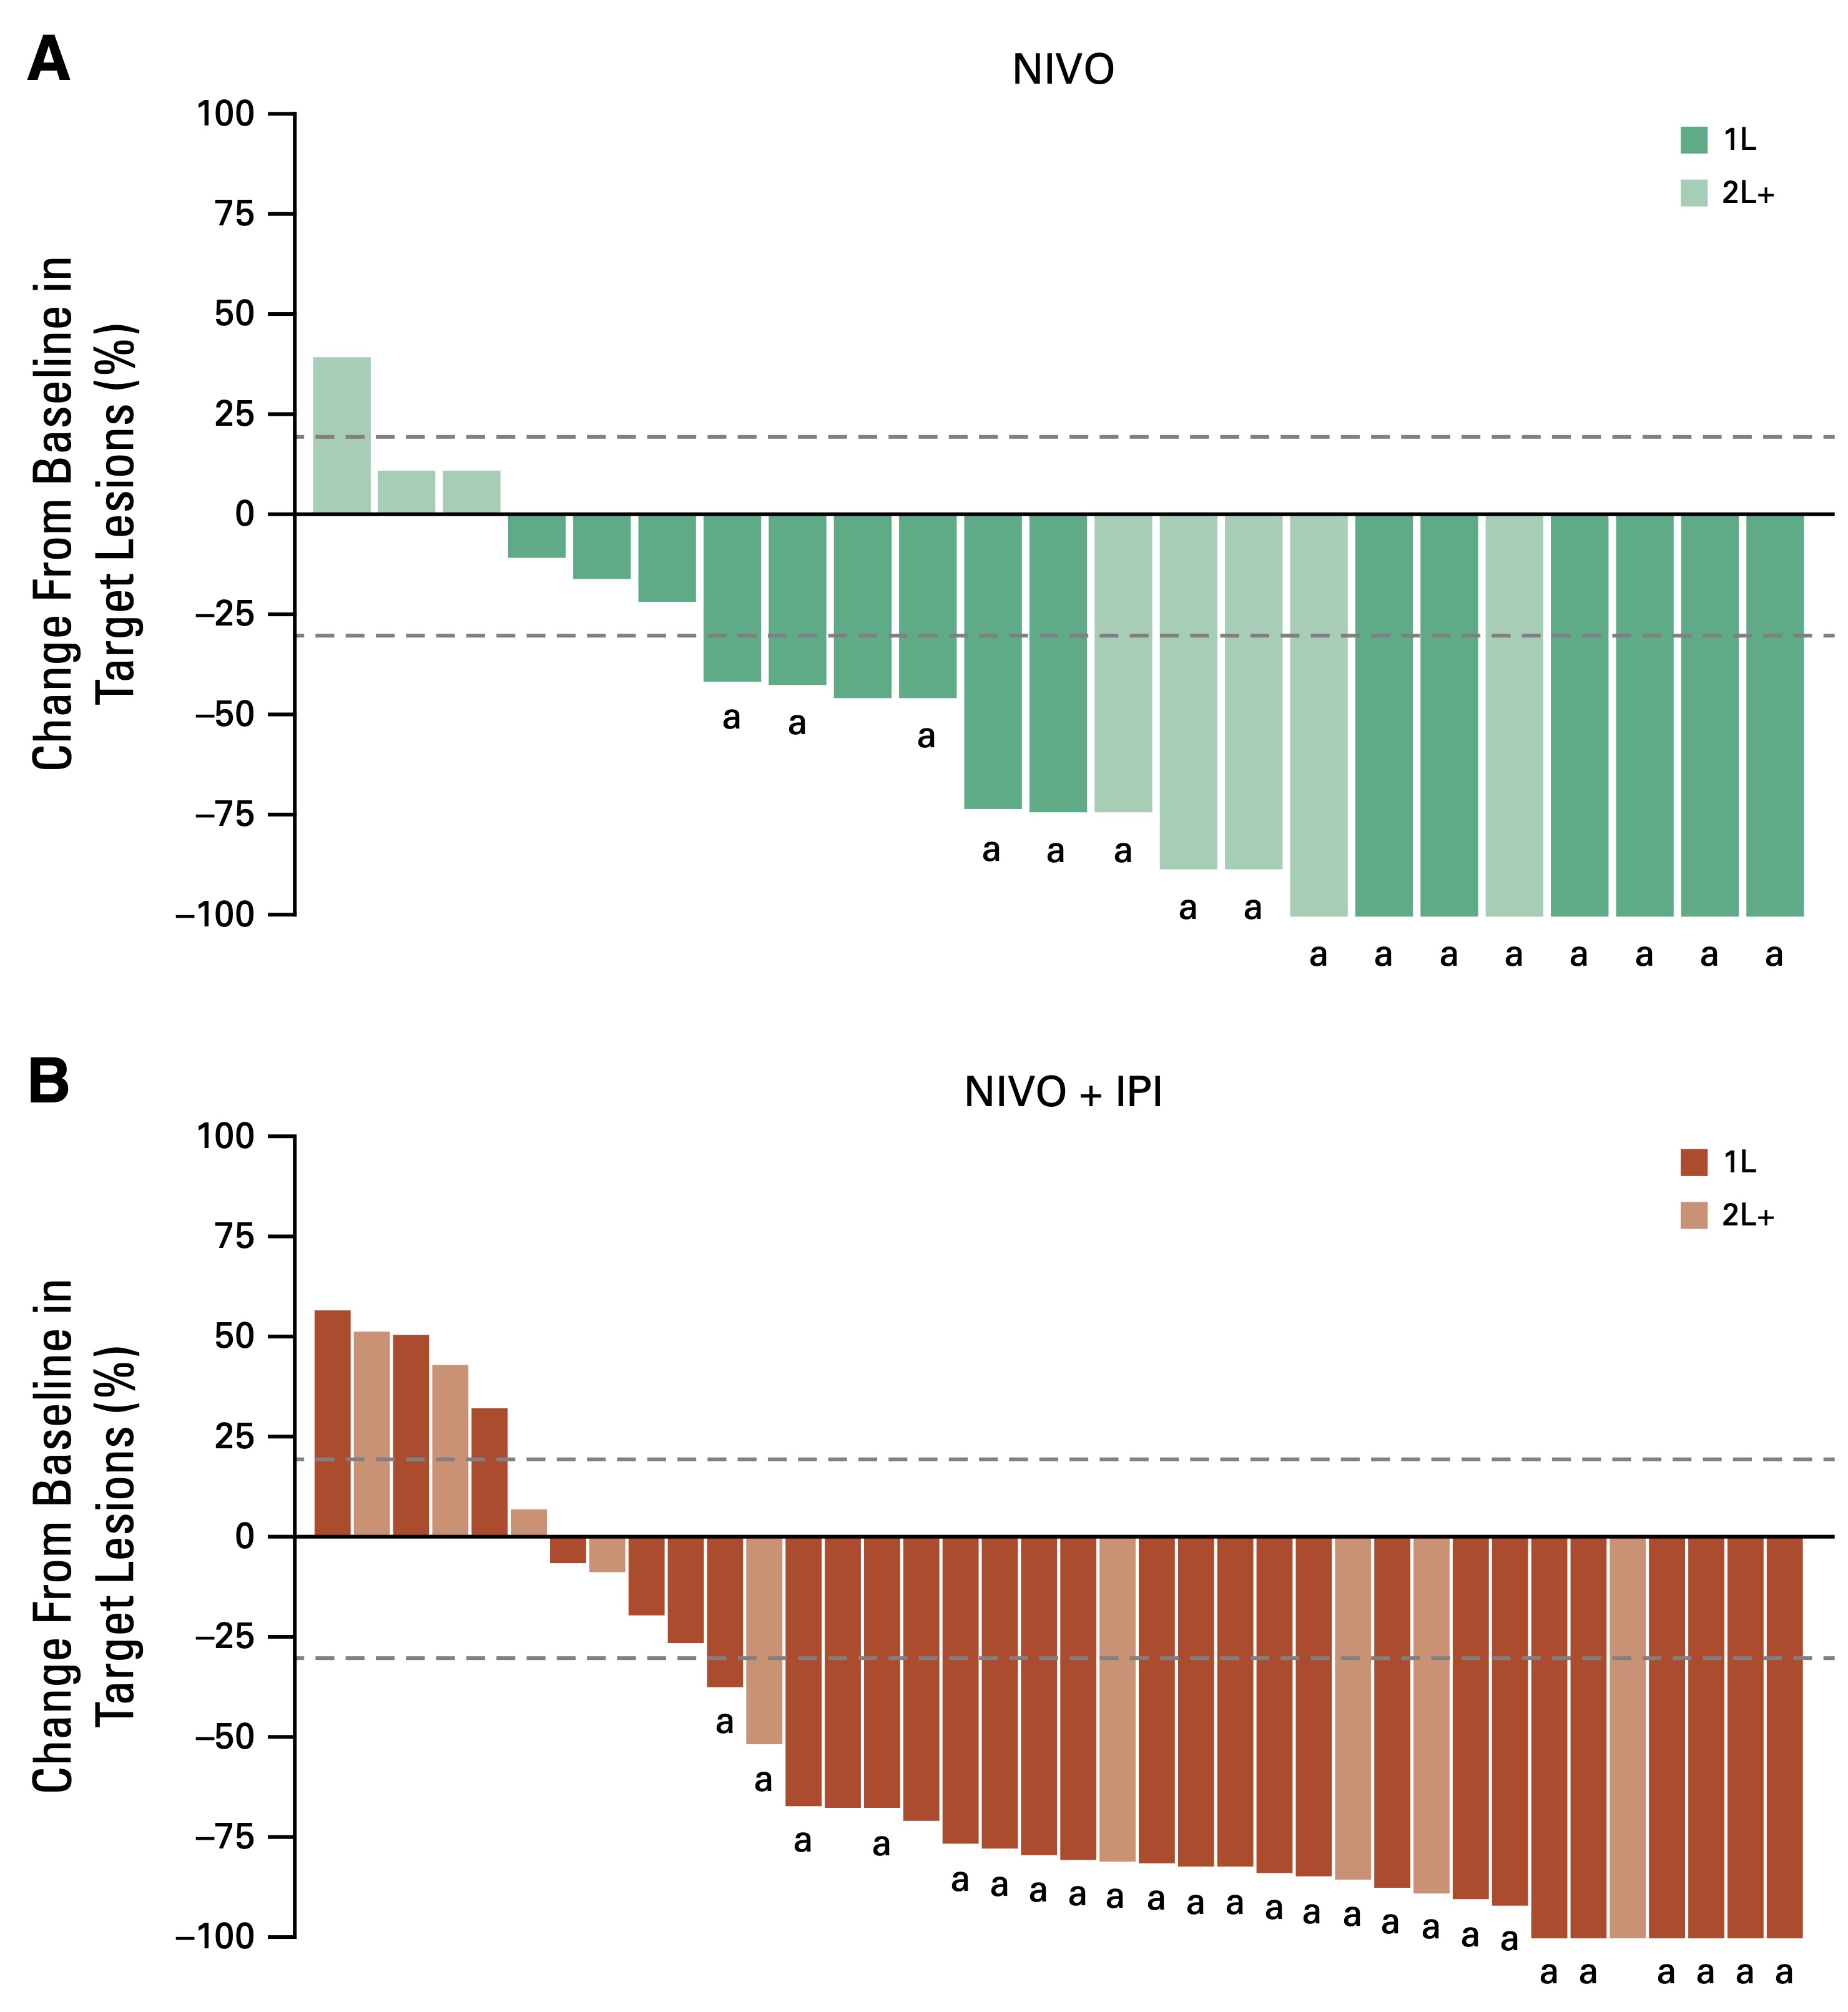 A
NIVO
Change From Baseline in
Target Lesions (%)
100
75
50
25
0
–25
–50
–75
–100
1L
2L+
a a a
a a a
a a
a a a a a a a a
B
NIVO + IPI
Change From Baseline in
Target Lesions (%)
100
75
50
25
0
–25
–50
–75
–100
1L
2L+
a
a
a a
a a a a a a a a a a a a a a a
a a a a a a